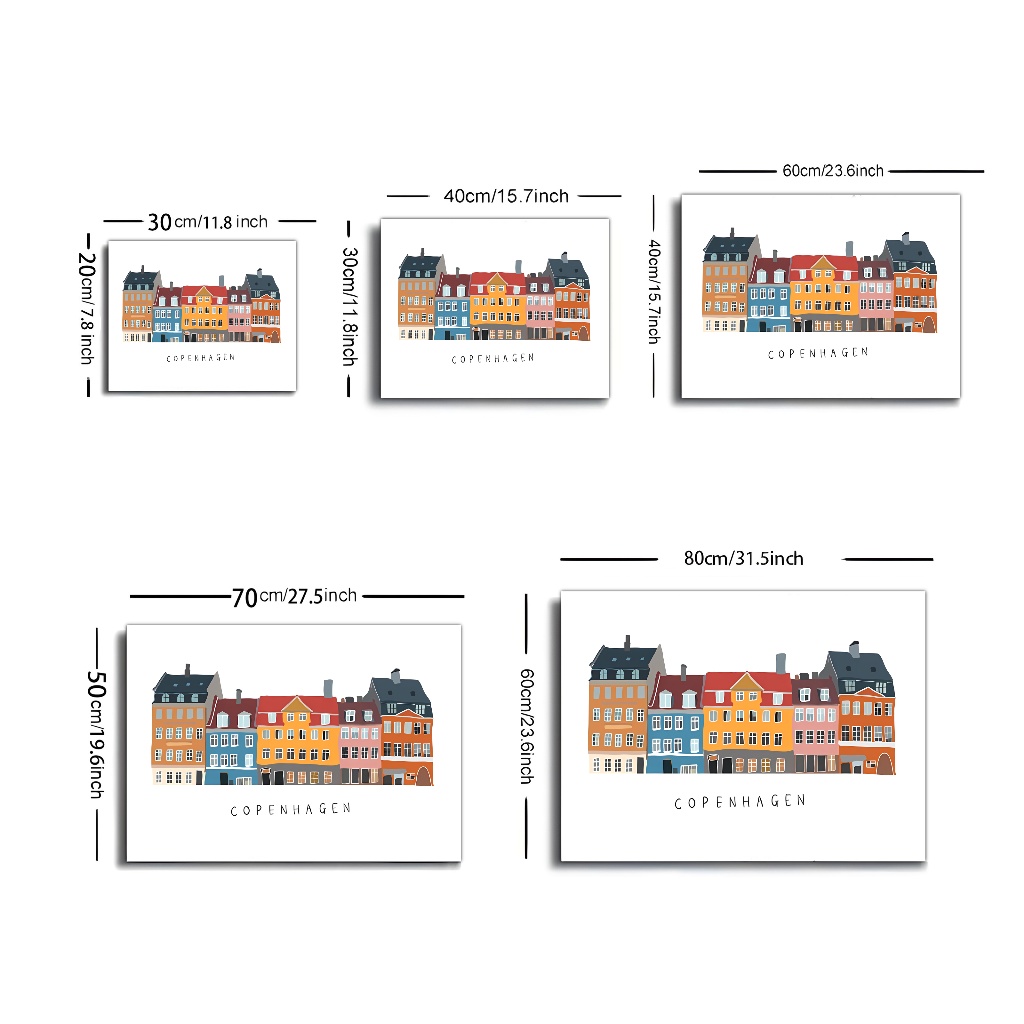 30cm/11.8 inch
20cm/ 7.8 inch
COPENHAGEN
40cm/15.7inch
30cm/11.8inch
COPENHAGEN
60cm/23.6inch
40cm/15.7inch
COPENHAGEN
70cm/27.5inch
50cm/19.6inch
COPENHAGEN
80cm/31.5inch
60cm/23.6inch
COPENHAGEN